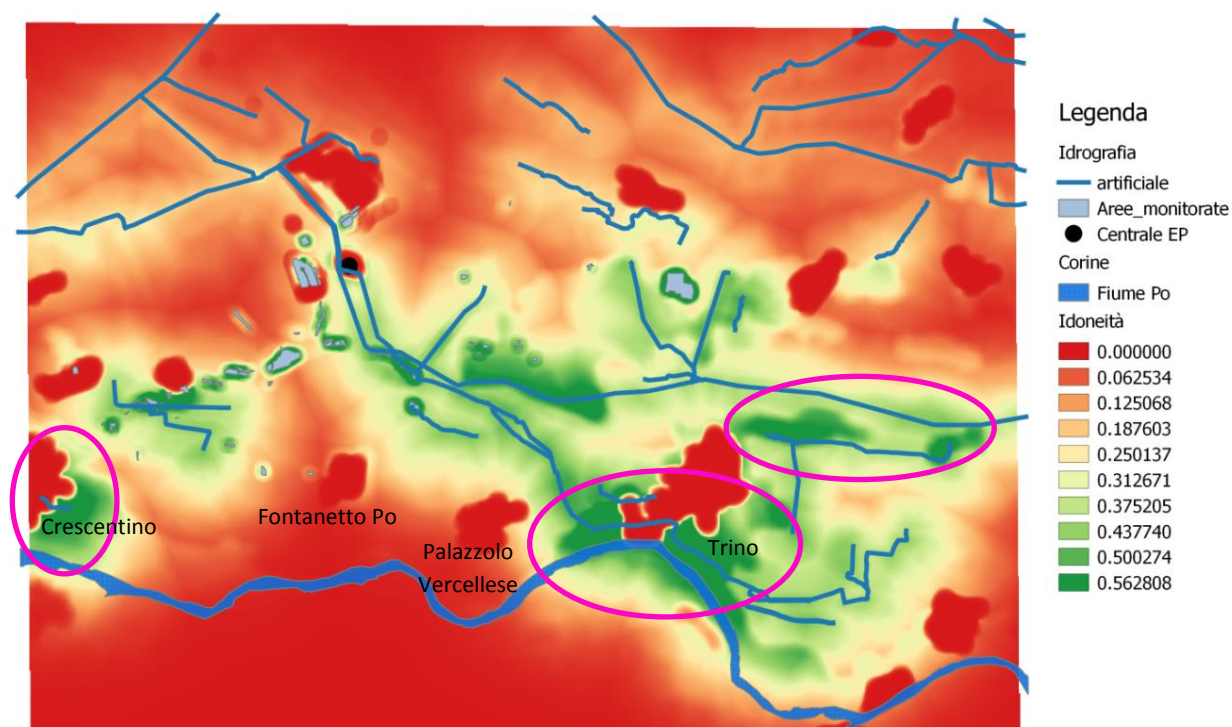 Crescentino
Fontanetto Po
Palazzolo
Vercellese
Trino
Legenda
Idrografia
artificiale
Aree_monitorate
Centrale EP
Corine
Fiume Po
Idoneità
0.000000
0.062534
0.125068
0.187603
0.250137
0.312671
0.375205
0.437740
0.500274
0.562808